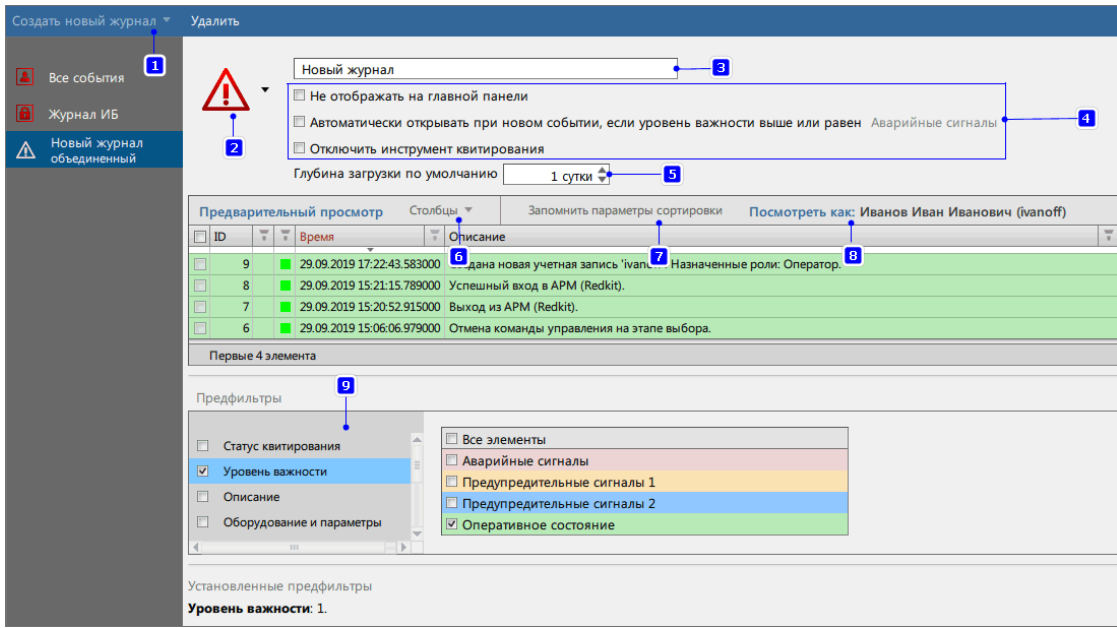 Создать новый журнал Удалить
1
Все события
Журнал ИБ
Новый журнал
объединенный
2
Новый журнал 3
Не отображать на главной панели
Автоматически открывать при новом событии, если уровень важности выше или равен Аварийные сигналы 4
Отключить инструмент квитирования
Глубина загрузки по умолчанию 1 сутки 5
Предварительный просмотр Столбцы Запомнить параметры сортировки Посмотреть как: Иванов Иван Иванович (ivanoff)
ID Время Описание
6 7 8
9 29.09.2019 17:22:43.583000 новая учетная запись Назначенные роли: Оператор.
8 29.09.2019 15:21:15.789000 Успешный вход в АРМ (Redkit).
7 29.09.2019 15:20:52.915000 Выход из АРМ (Redkit).
6 29.09.2019 15:06:06.979000 Отмена команды управления на этапе выбора.
Первые 4 элемента
9
Предфильтры
Статус квитирования
Уровень важности
Описание
Оборудование и параметры
Все элементы
Аварийные сигналы
Предупредительные сигналы 1
Предупредительные сигналы 2
Оперативное состояние
Установленные предфильтры
Уровень важности: 1.